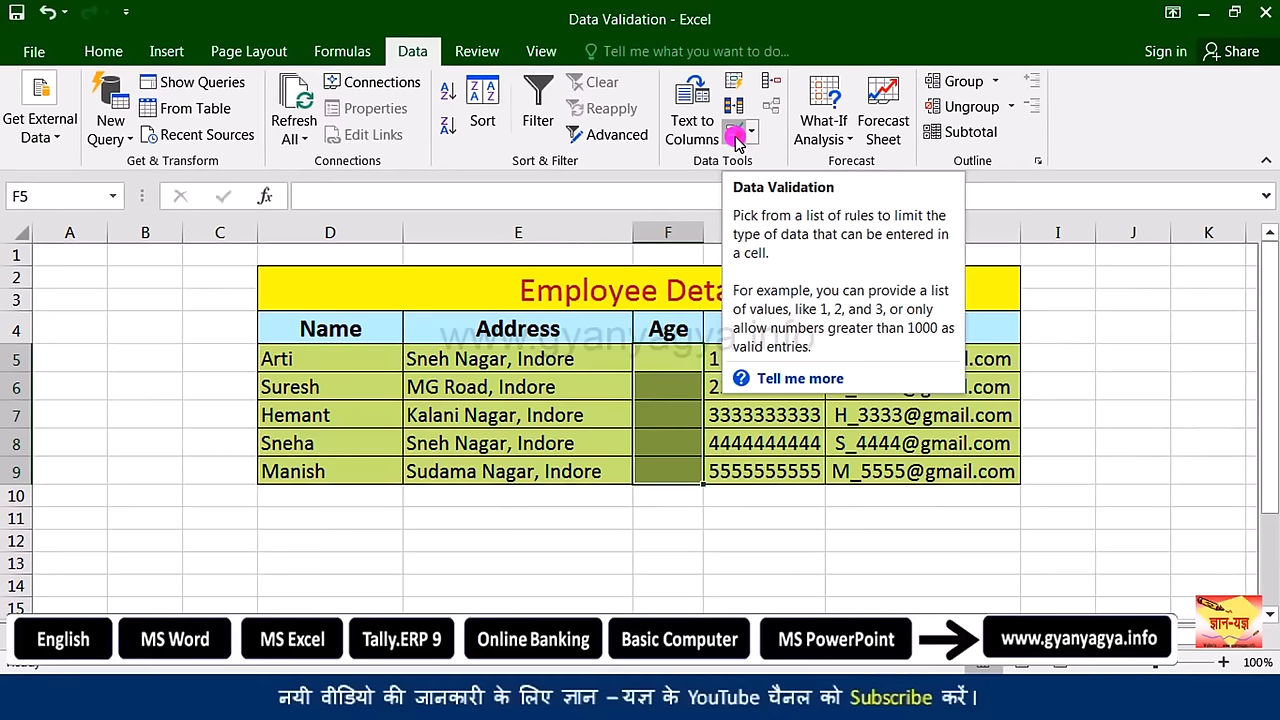 Data Validation - Excel
File Home Insert Page Layout Formulas Data Review View Tell me what you want to do... Sign in Share
Get External Data
New Query
Show Queries
From Table
Recent Sources
Get & Transform
Refresh All
Connections
Properties
Edit Links
Connections
Sort
Filter
Clear
Reapply
Advanced
Sort & Filter
Text to Columns
Data Tools
What-If Analysis
Forecast Sheet
Forecast
Group
Ungroup
Subtotal
Outline
F5
fx
Data Validation
Pick from a list of rules to limit the
type of data that can be entered in
a cell.
For example, you can provide a list
of values, like 1, 2, and 3, or only
allow numbers greater than 1000 as
valid entries.
Tell me more
A B C D E F I J K
1
2
3
Employee
4 Name Address Age
www.gyanyagya.info
5 Arti Sneh Nagar, Indore 1 l.com
6 Suresh MG Road, Indore 2 @gmail.com
7 Hemant Kalani Nagar, Indore 3333333333 H_3333@gmail.com
8 Sneha Sneh Nagar, Indore 4444444444 S_4444@gmail.com
9 Manish Sudama Nagar, Indore 5555555555 M_5555@gmail.com
10
11
12
13
14
15
English MS Word MS Excel Tally.ERP 9 Online Banking Basic Computer MS PowerPoint www.gyanyagya.info
ज्ञान-यज्ञ
100%
नयी वीडियो की जानकारी के लिए ज्ञान – यज्ञ के YouTube चैनल को Subscribe करें।